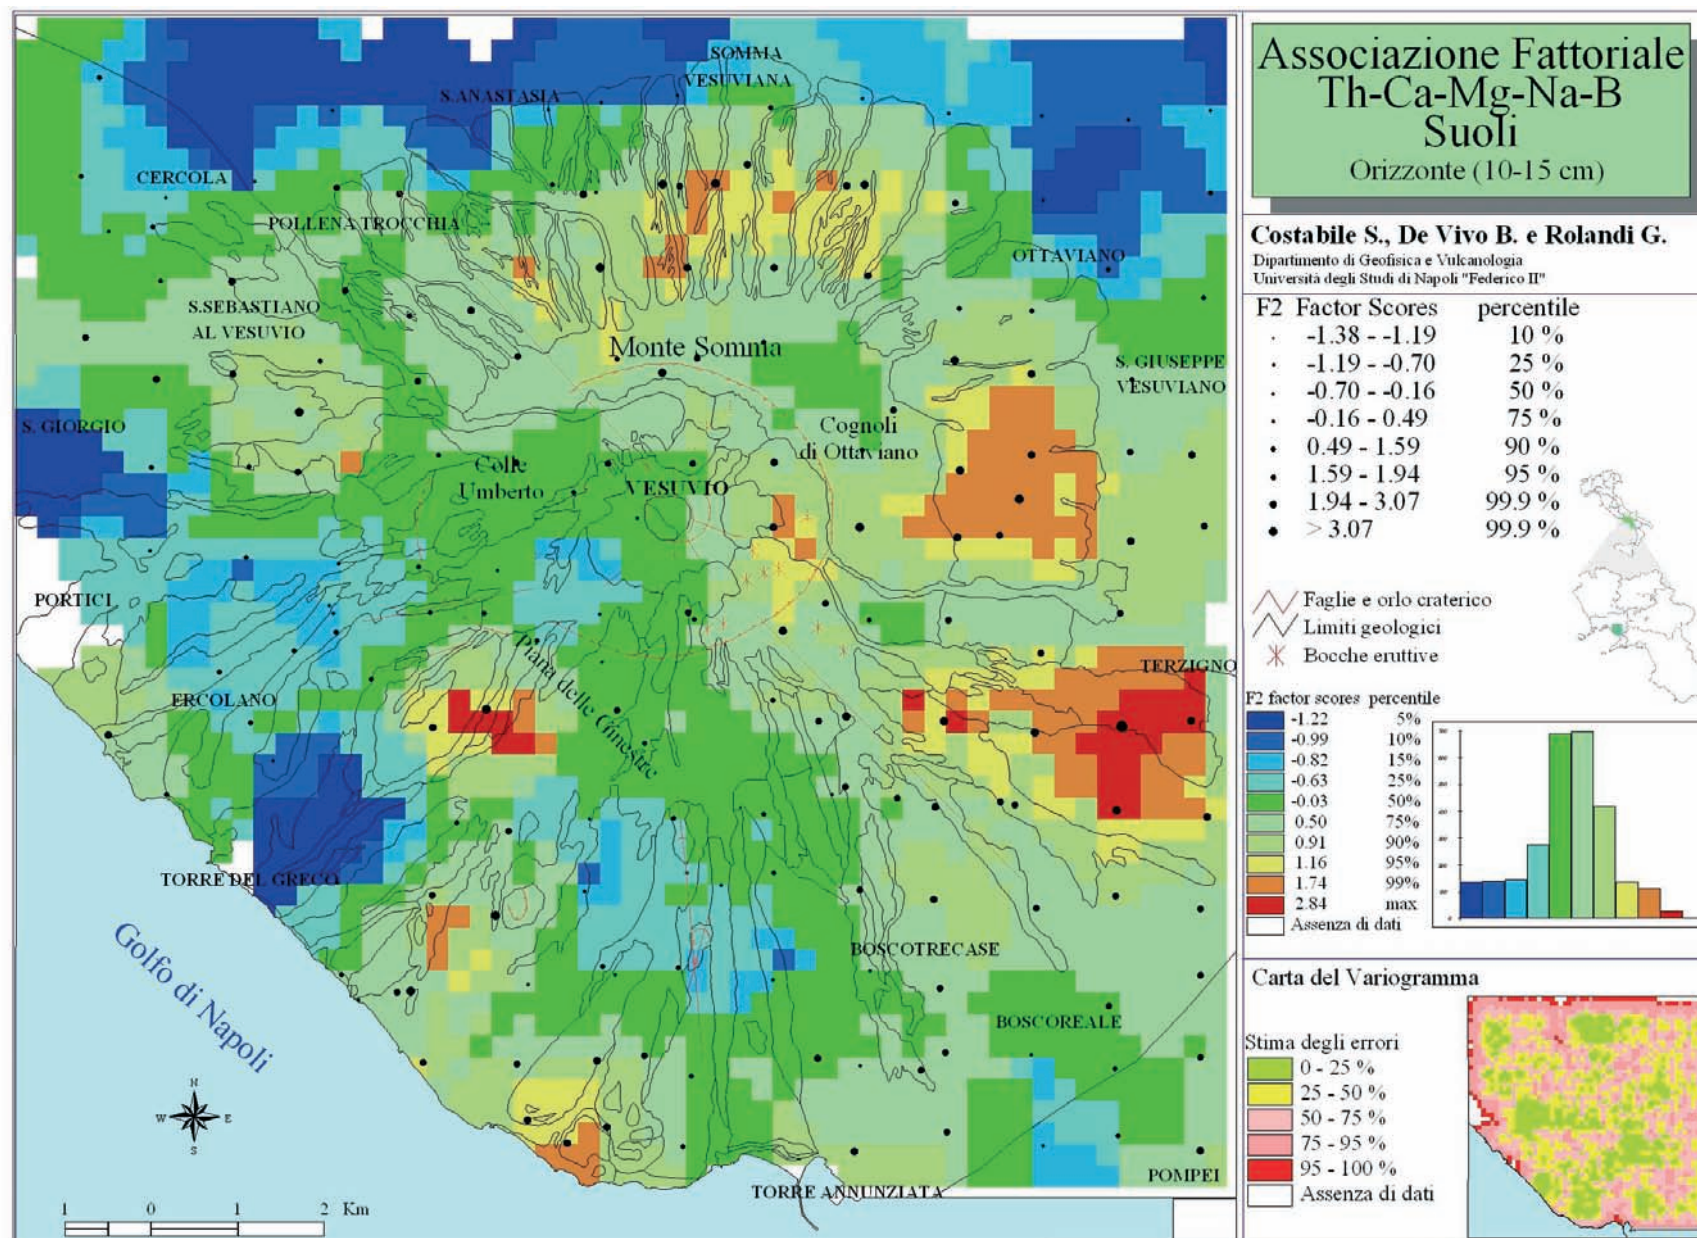 SOMMA
VESUVIANA
S.ANASTASIA
CERCOLA
POLLENA TROCCHIA
OTTAVIANO
S.SEBASTIANO
AL VESUVIO
Monte Somma
S. GIUSEPPE
VESUVIANO
S. GIORGIO
Cognoli
di Ottaviano
Colle
Umberto
VESUVIO
PORTICI
Piana delle Ginestre
TERZIGNO
ERCOLANO
TORRE DEL GRECO
Golfo di Napoli
BOSCOTRECASE
BOSCOREALE
N
W E
S
POMPEI
TORRE ANNUNZIATA
1 0 1 2 Km
Associazione Fattoriale
Th-Ca-Mg-Na-B
Suoli
Orizzonte (10-15 cm)
Costabile S., De Vivo B. e Rolandi G.
Dipartimento di Geofisica e Vulcanologia
Università degli Studi di Napoli "Federico II"
F2 Factor Scores percentile
-1.38 - -1.19 10 %
-1.19 - -0.70 25 %
-0.70 - -0.16 50 %
-0.16 - 0.49 75 %
0.49 - 1.59 90 %
1.59 - 1.94 95 %
1.94 - 3.07 99.9 %
> 3.07 99.9 %
Faglie e orlo craterico
Limiti geologici
Bocche eruttive
F2 factor scores percentile
-1.22 5%
-0.99 10%
-0.82 15%
-0.63 25%
-0.03 50%
0.50 75%
0.91 90%
1.16 95%
1.74 99%
2.84 max
Assenza di dati
Carta del Variogramma
Stima degli errori
0 - 25 %
25 - 50 %
50 - 75 %
75 - 95 %
95 - 100 %
Assenza di dati